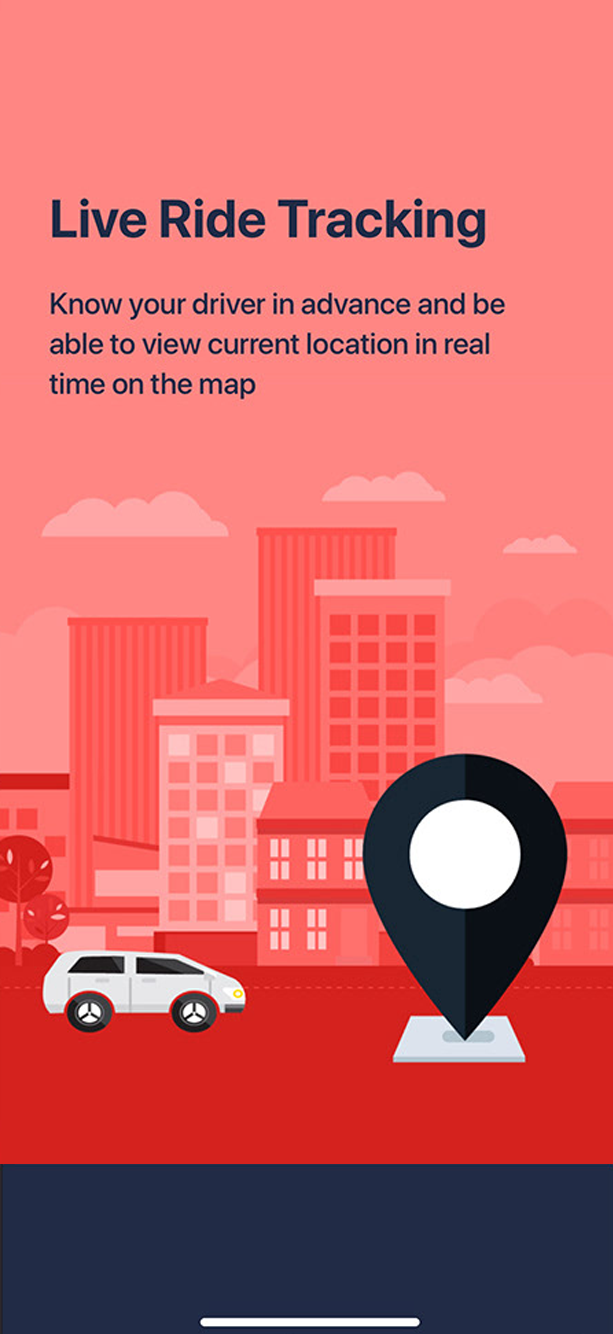 Live Ride Tracking
Know your driver in advance and be
able to view current location in real
time on the map